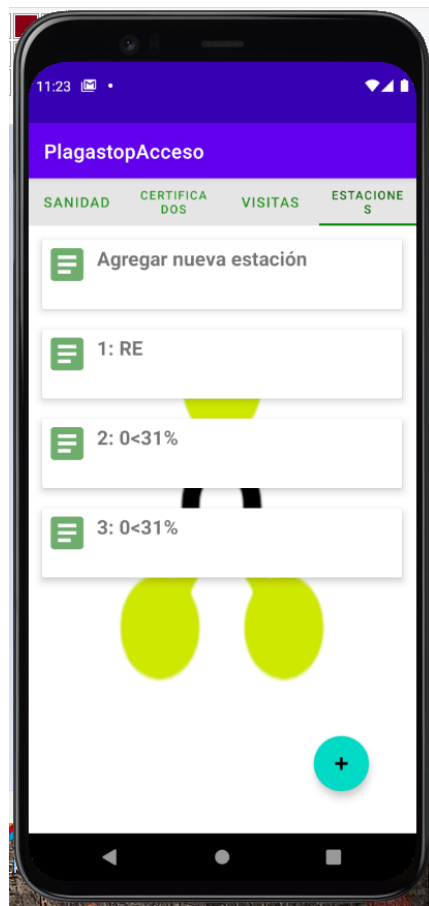 11:23
PlagastopAcceso
SANIDAD
CERTIFICA
DOS
VISITAS
ESTACIONE
S
Agregar nueva estación
1: RE
2: 0<31%
3: 0<31%
+